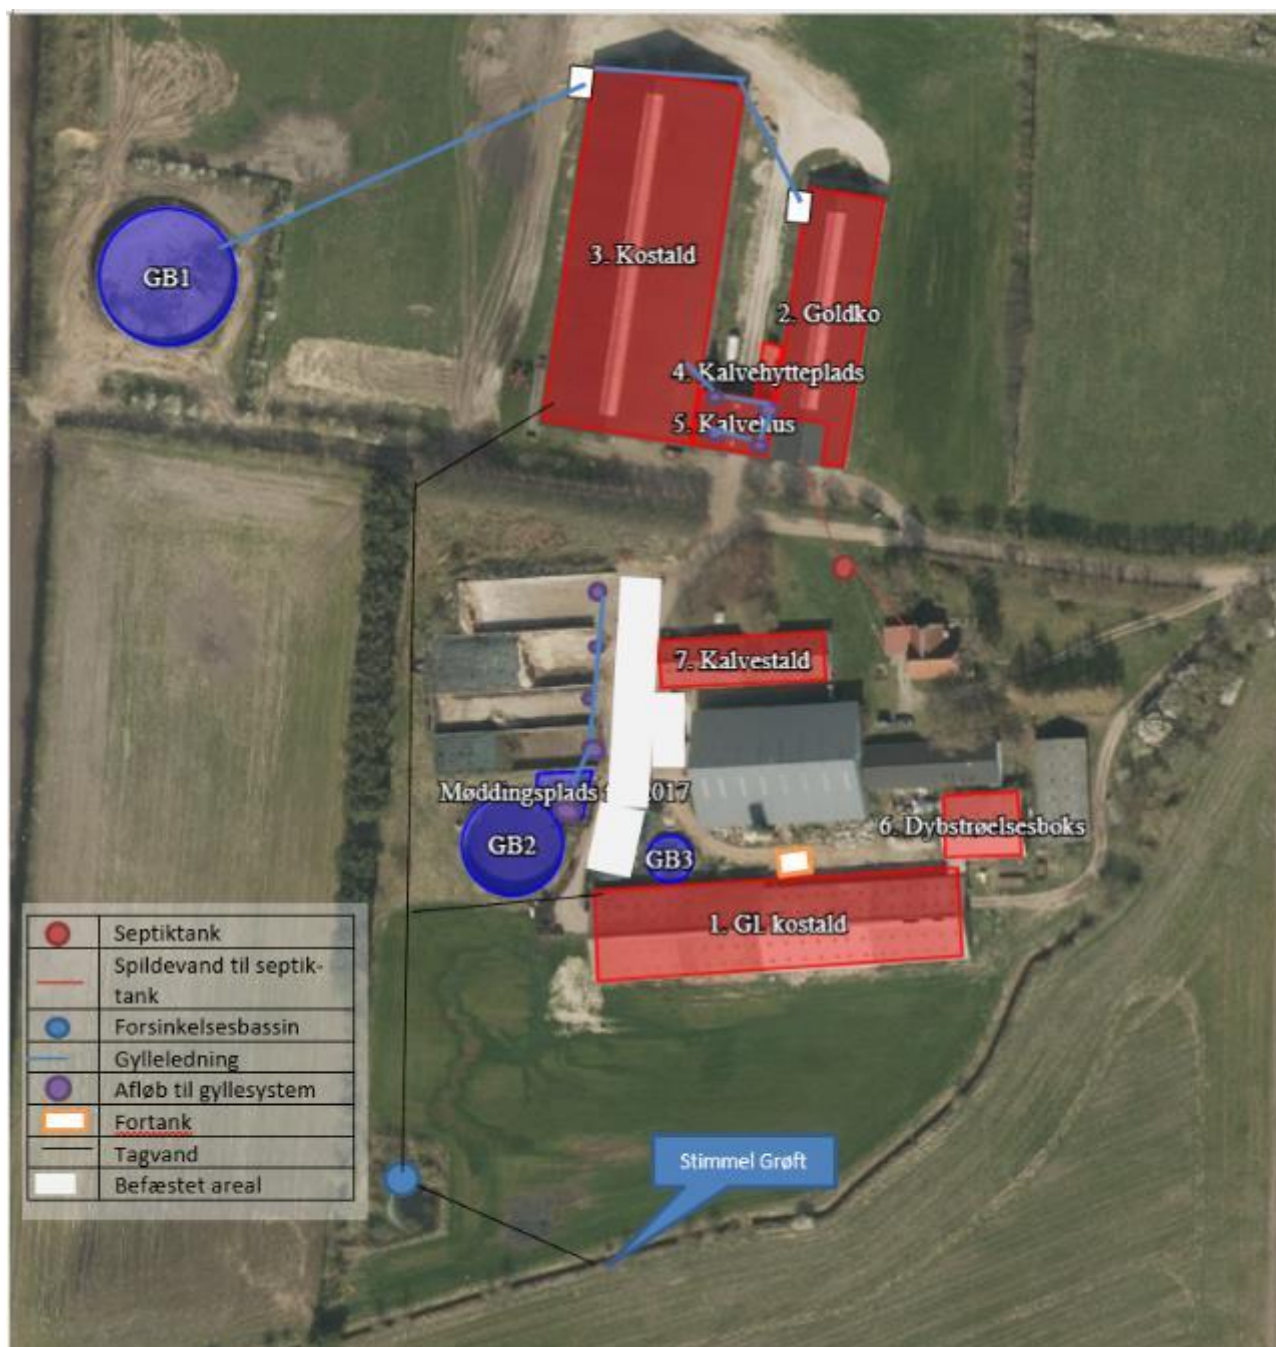 GB1
3. Kostald
2. Goldko
4. Kalvehytteplads
5. Kalvehus
7. Kalvestald
Møddingsplads 2017
GB2
GB3
6. Dybstrøelsesboks
1. Gl. kostald
Septiktank
Spildevand til septik-
tank
Forsinkelsesbassin
Gylleledning
Afløb til gyllesystem
Fortank
Tagvand
Befæstet areal
Stimmel Grøft